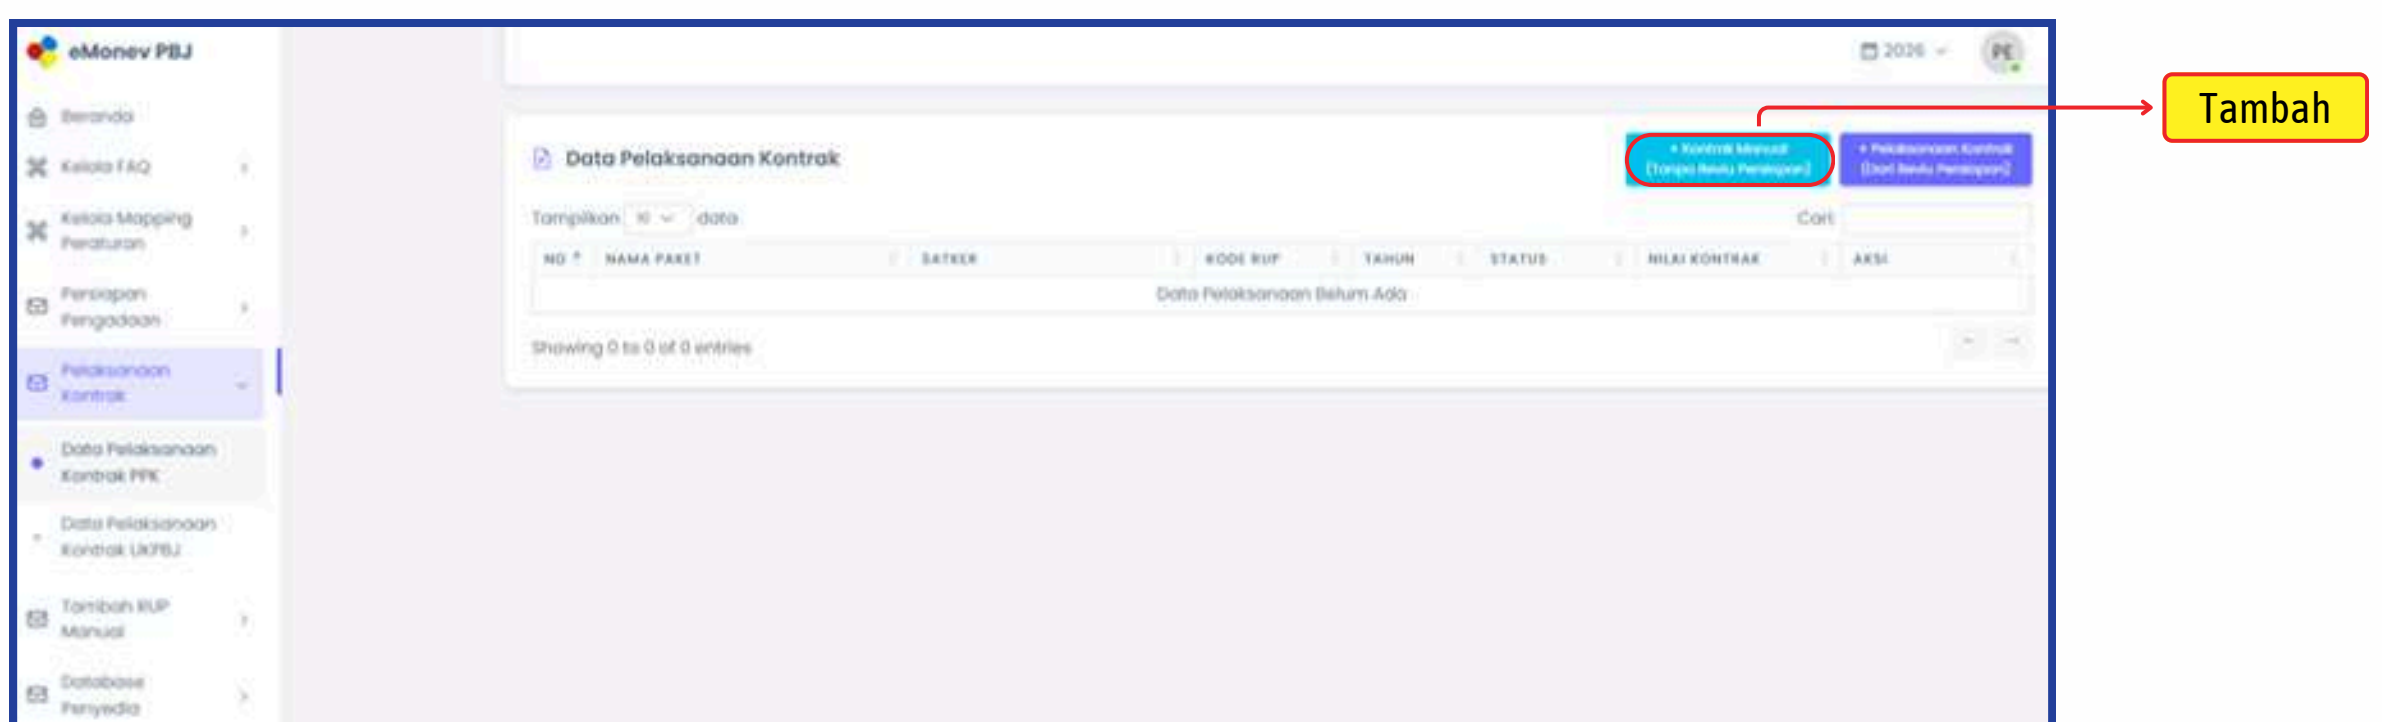 eMonev PBJ
2026
PE
Beranda
Kelola FAQ
Kelola Mapping
Peraturan
Persiapan
Pengadaan
Pelaksanaan
Kontrak
Data Pelaksanaan
Kontrak PPK
Data Pelaksanaan
Kontrak UKPBJ
Tambah RUP
Manual
Database
Penyedia
Data Pelaksanaan Kontrak
+ Kontrak Manual
(Tanpa Reviu Persiapan)
+ Pelaksanaan Kontrak
(Dari Reviu Persiapan)
Tambah
Tampilkan 10 data
Cari:
NO NAMA PAKET SATKER KODE RUP TAHUN STATUS NILAI KONTRAK AKSI
Data Pelaksanaan Belum Ada
Showing 0 to 0 of 0 entries